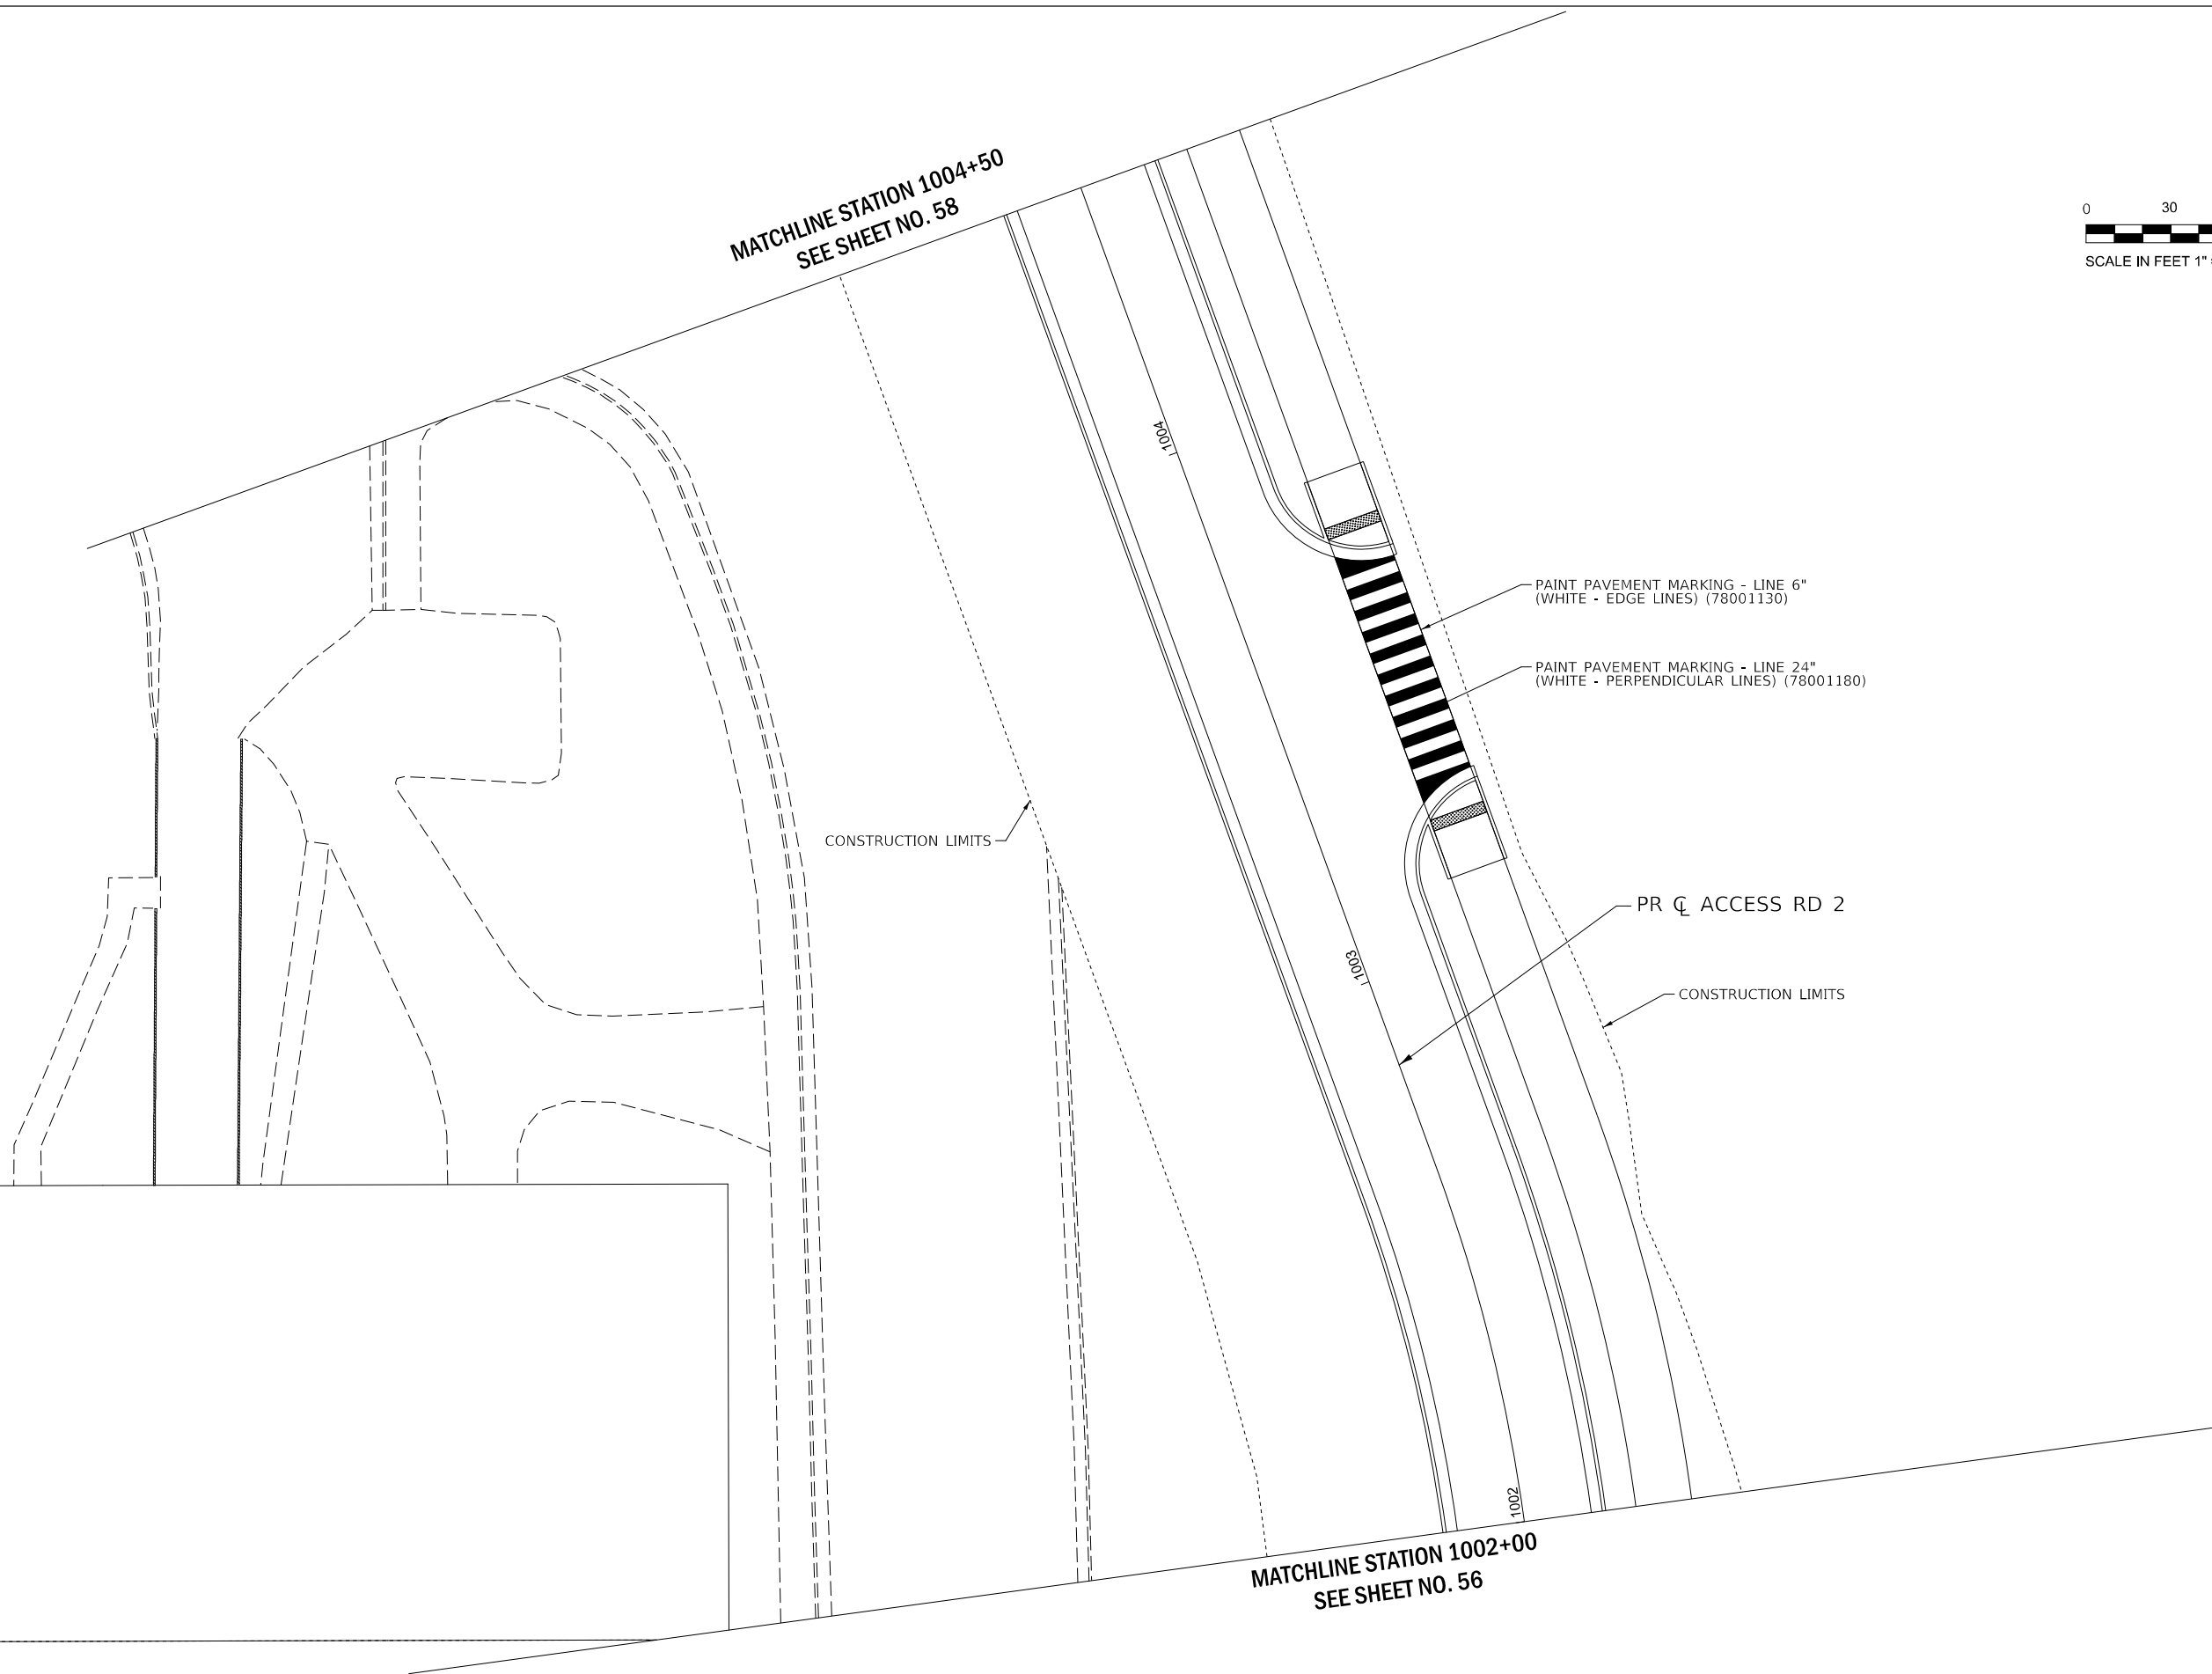 MATCHLINE STATION 1004+50
SEE SHEET NO. 58
0 30
SCALE IN FEET 1"
1004
PAINT PAVEMENT MARKING - LINE 6"
(WHITE - EDGE LINES) (78001130)
PAINT PAVEMENT MARKING - LINE 24"
(WHITE - PERPENDICULAR LINES) (78001180)
CONSTRUCTION LIMITS
PR ℄ ACCESS RD 2
1003
CONSTRUCTION LIMITS
1002
MATCHLINE STATION 1002+00
SEE SHEET NO. 56